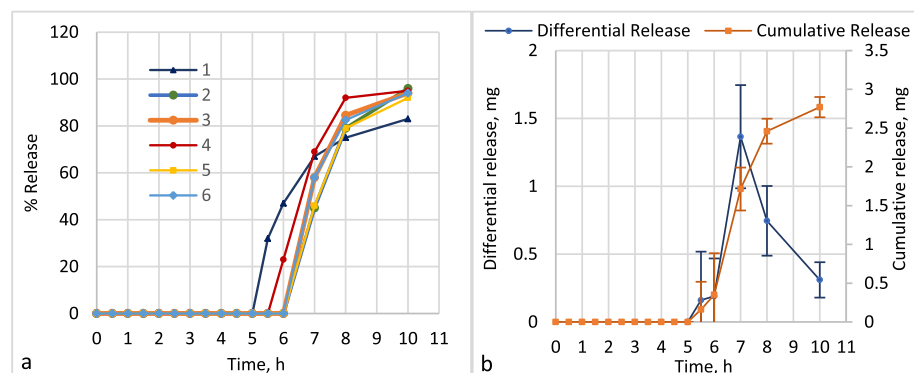 120
100
80
60
40
20
0
% Release
1
2
3
4
5
6
0 1 2 3 4 5 6 7 8 9 10 11
Time, h
a
Differential Release Cumulative Release
2
1.5
1
0.5
0
Differential release, mg
3.5
3
2.5
2
1.5
1
0.5
0
Cumulative release, mg
0 1 2 3 4 5 6 7 8 9 10 11
Time, h
b